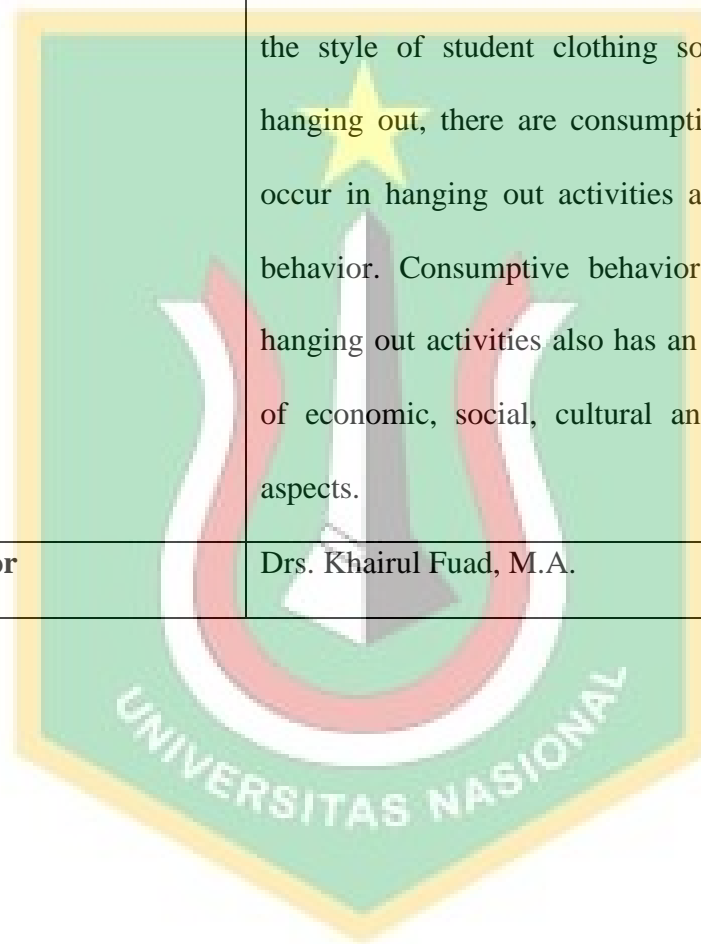 the style of student clothing so
hanging out, there are consumpti
occur in hanging out activities a
behavior. Consumptive behavior
hanging out activities also has an
of economic, social, cultural an
aspects.
or Drs. Khairul Fuad, M.A.
UNIVERSITAS NASIONAL